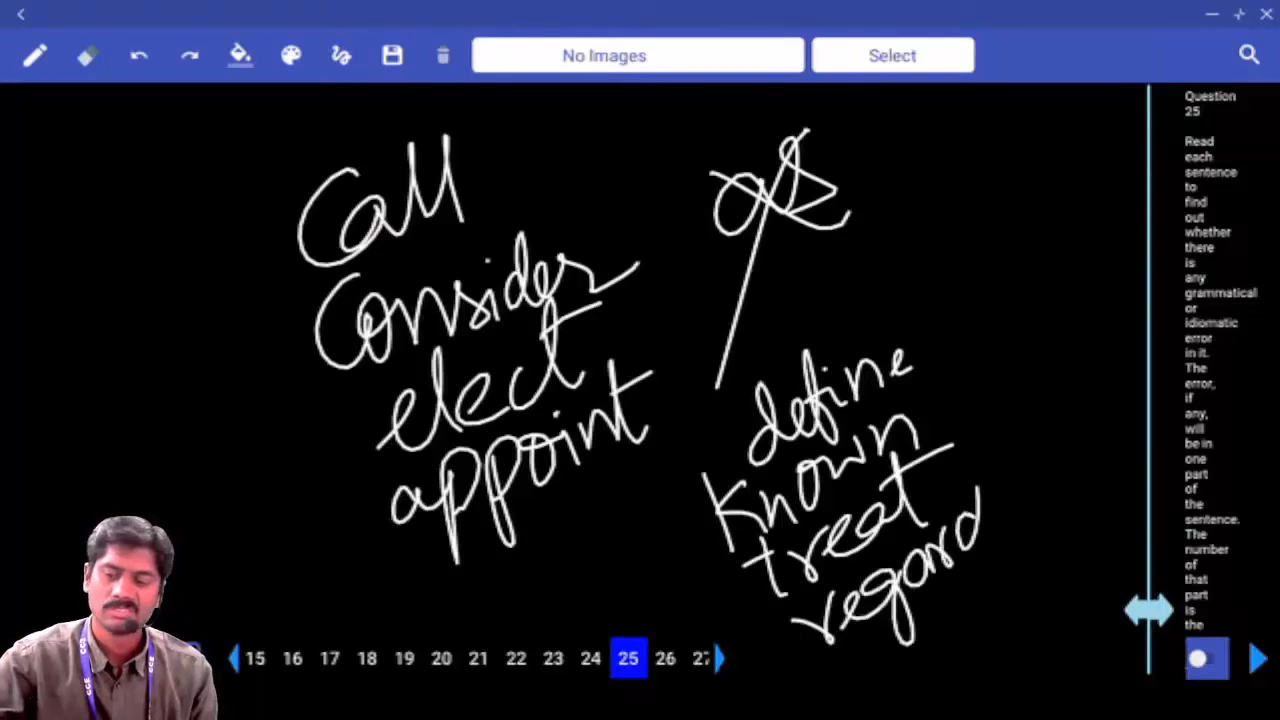 No Images
Select
Call
Consider
elect
appoint
as
define
known
treat
regard
Question
25
Read
each
sentence
to
find
out
whether
there
is
any
grammatical
or
idiomatic
error
in it.
The
error,
if
any,
will
be in
one
part
of
the
sentence.
The
number
of
that
part
is
the
15 16 17 18 19 20 21 22 23 24 25 26 27
CCE